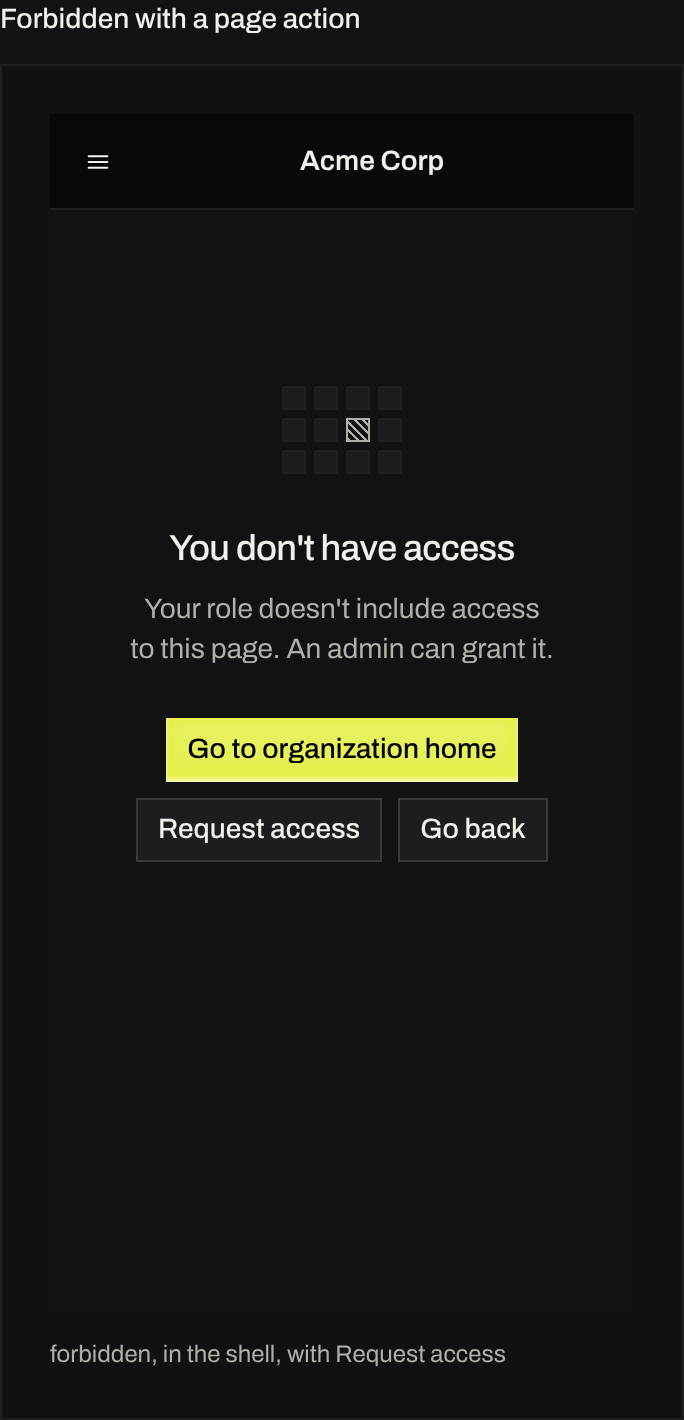 Forbidden with a page action
Acme Corp
You don't have access
Your role doesn't include access
to this page. An admin can grant it.
Go to organization home
Request access
Go back
forbidden, in the shell, with Request access